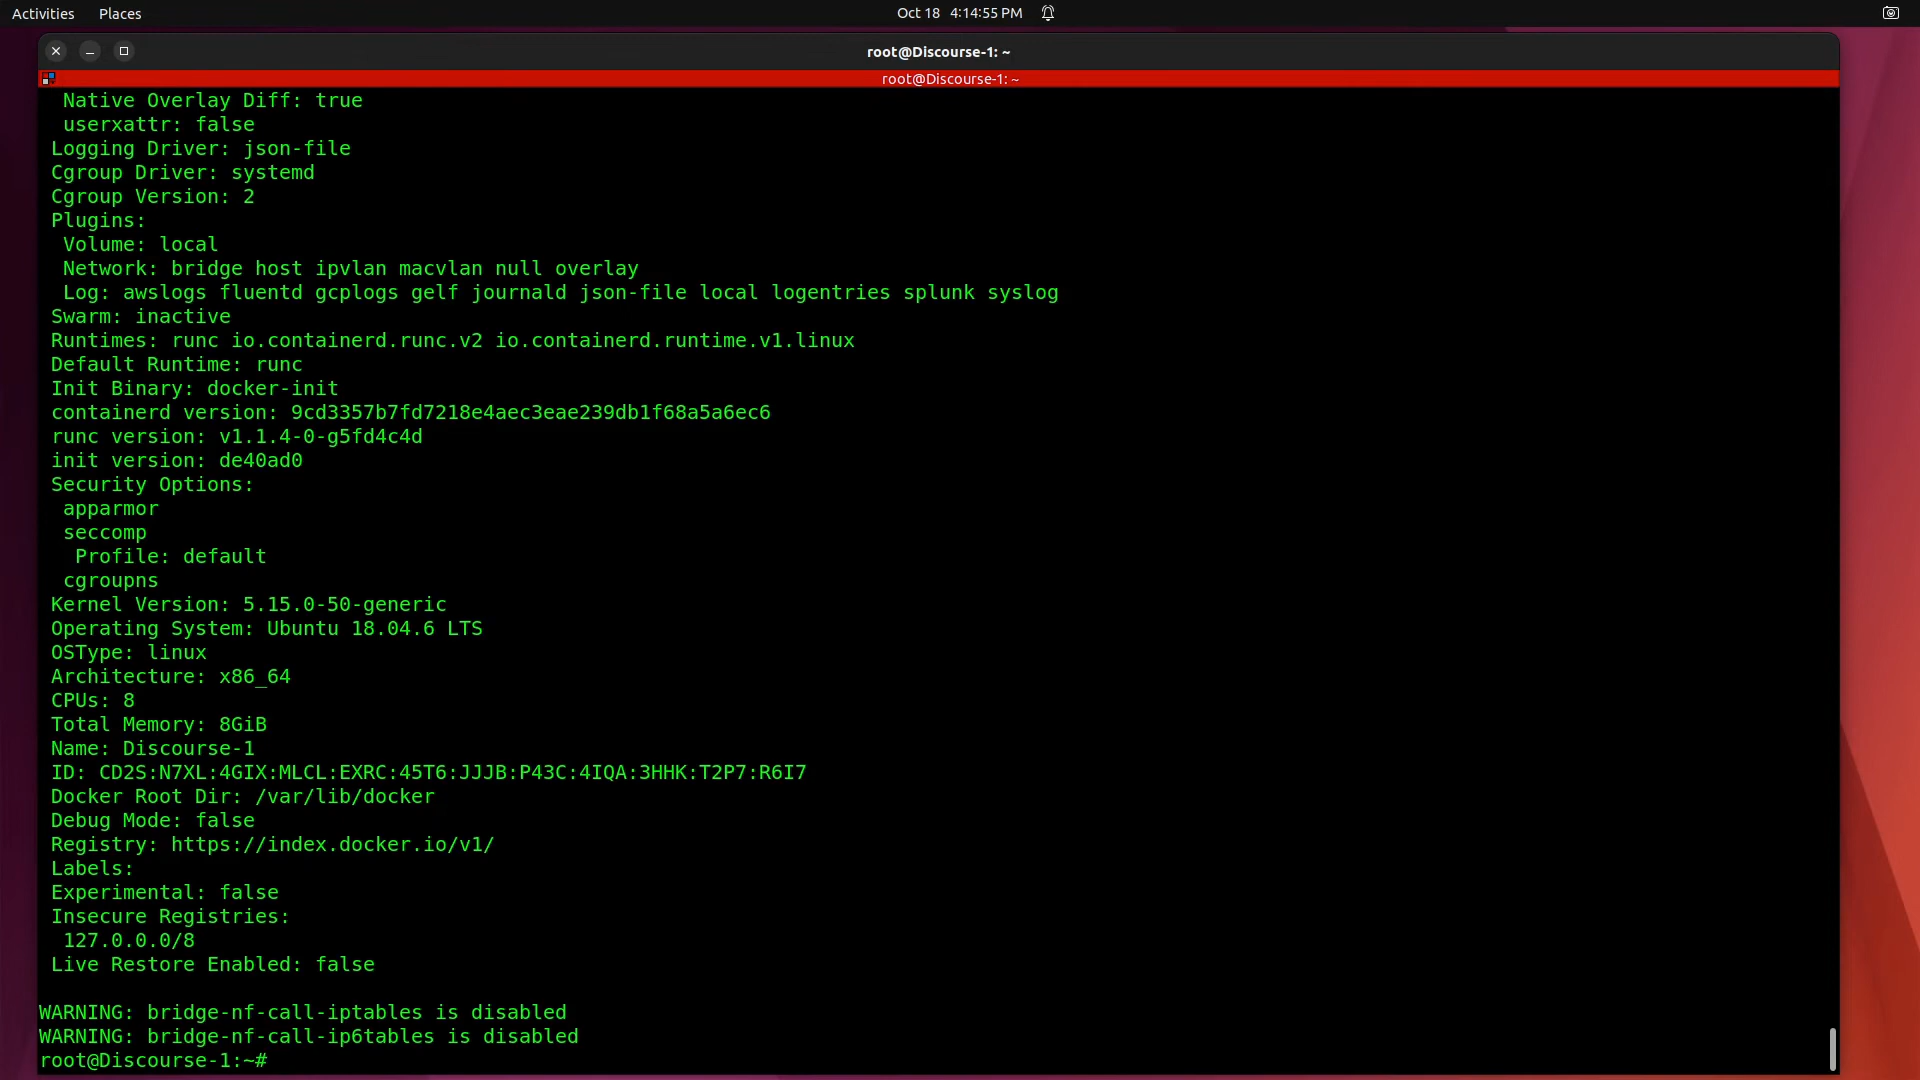 Activities Places Oct 18 4:14:55 PM
root@Discourse-1: ~
root@Discourse-1: ~
Native Overlay Diff: true
userxattr: false
Logging Driver: json-file
Cgroup Driver: systemd
Cgroup Version: 2
Plugins:
Volume: local
Network: bridge host ipvlan macvlan null overlay
Log: awslogs fluentd gcplogs gelf journald json-file local logentries splunk syslog
Swarm: inactive
Runtimes: runc io.containerd.runc.v2 io.containerd.runtime.v1.linux
Default Runtime: runc
Init Binary: docker-init
containerd version: 9cd3357b7fd7218e4aec3eae239db1f68a5a6ec6
runc version: v1.1.4-0-g5fd4c4d
init version: de40ad0
Security Options:
apparmor
seccomp
Profile: default
cgroupns
Kernel Version: 5.15.0-50-generic
Operating System: Ubuntu 18.04.6 LTS
OSType: linux
Architecture: x86_64
CPUs: 8
Total Memory: 8GiB
Name: Discourse-1
ID: CD2S:N7XL:4GIX:MLCL:EXRC:45T6:JJJB:P43C:4IQA:3HHK:T2P7:R6I7
Docker Root Dir: /var/lib/docker
Debug Mode: false
Registry: https://index.docker.io/v1/
Labels:
Experimental: false
Insecure Registries:
127.0.0.0/8
Live Restore Enabled: false
WARNING: bridge-nf-call-iptables is disabled
WARNING: bridge-nf-call-ip6tables is disabled
root@Discourse-1:~#